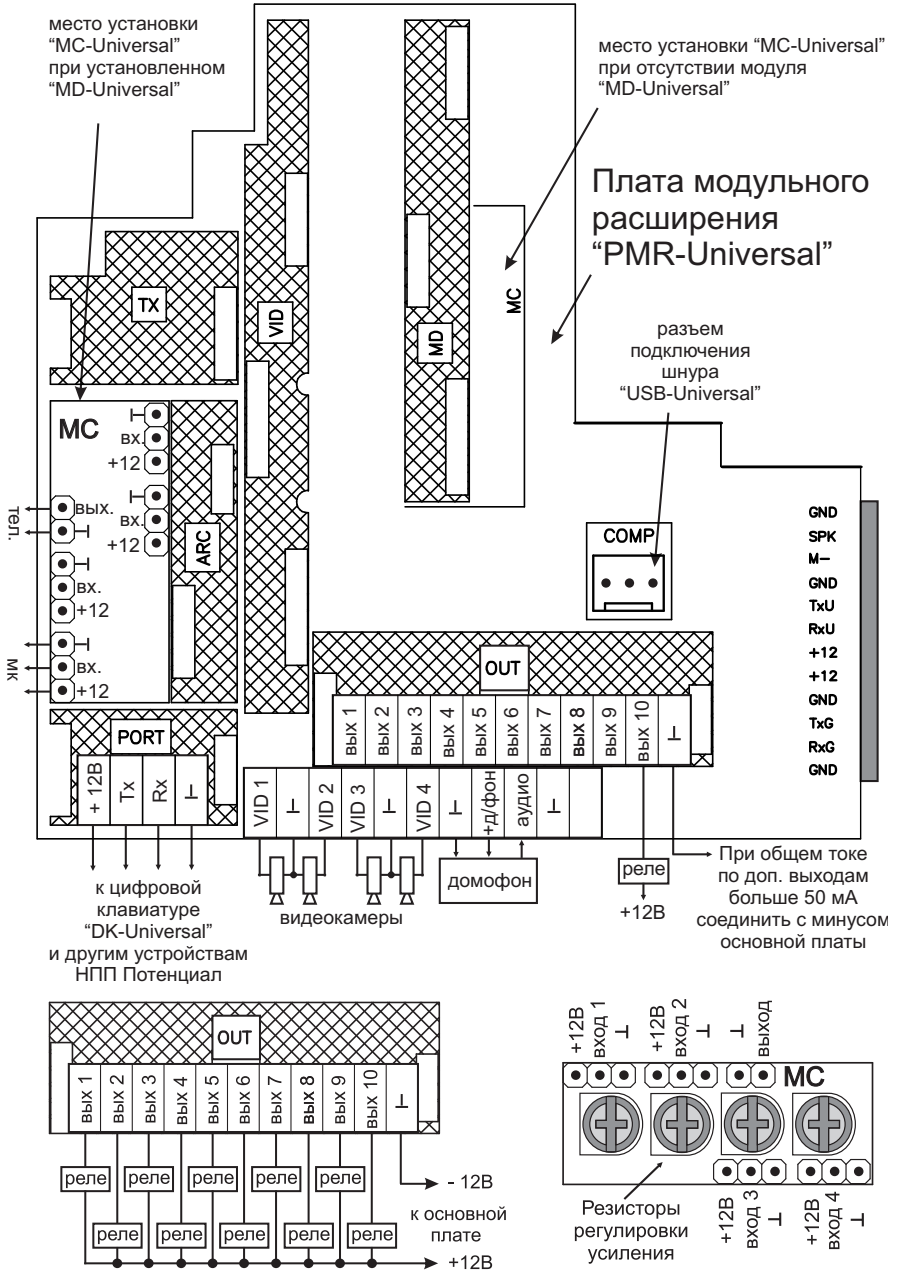 место установки
“MC-Universal”
при установленном
“MD-Universal”
место установки “MC-Universal”
при отсутствии модуля
“MD-Universal”
Плата модульного
расширения
“PMR-Universal”
разъем
подключения
шнура
“USB-Universal”
TX
VID
MD
MC
MC
вх.
+12
вх.
+12
вых.
вх.
+12
вх.
+12
тел.
мк
ARC
COMP
GND
SPK
M–
GND
TxU
RxU
+12
+12
GND
TxG
RxG
GND
OUT
вых 1
вых 2
вых 3
вых 4
вых 5
вых 6
вых 7
вых 8
вых 9
вых 10
PORT
+ 12В
Tx
Rx
VID 1
VID 2
VID 3
VID 4
+д/фон
аудио
к цифровой
клавиатуре
“DK-Universal”
и другим устройствам
НПП Потенциал
видеокамеры
домофон
реле
+12В
При общем токе
по доп. выходам
больше 50 мА
соединить с минусом
основной платы
OUT
вых 1
вых 2
вых 3
вых 4
вых 5
вых 6
вых 7
вых 8
вых 9
вых 10
реле реле реле реле реле
- 12В
реле реле реле реле реле
к основной
плате
+12В
+12В
вход 1
+12В
вход 2
выход
MC
+12В
вход 3
+12В
вход 4
Резисторы
регулировки
усиления